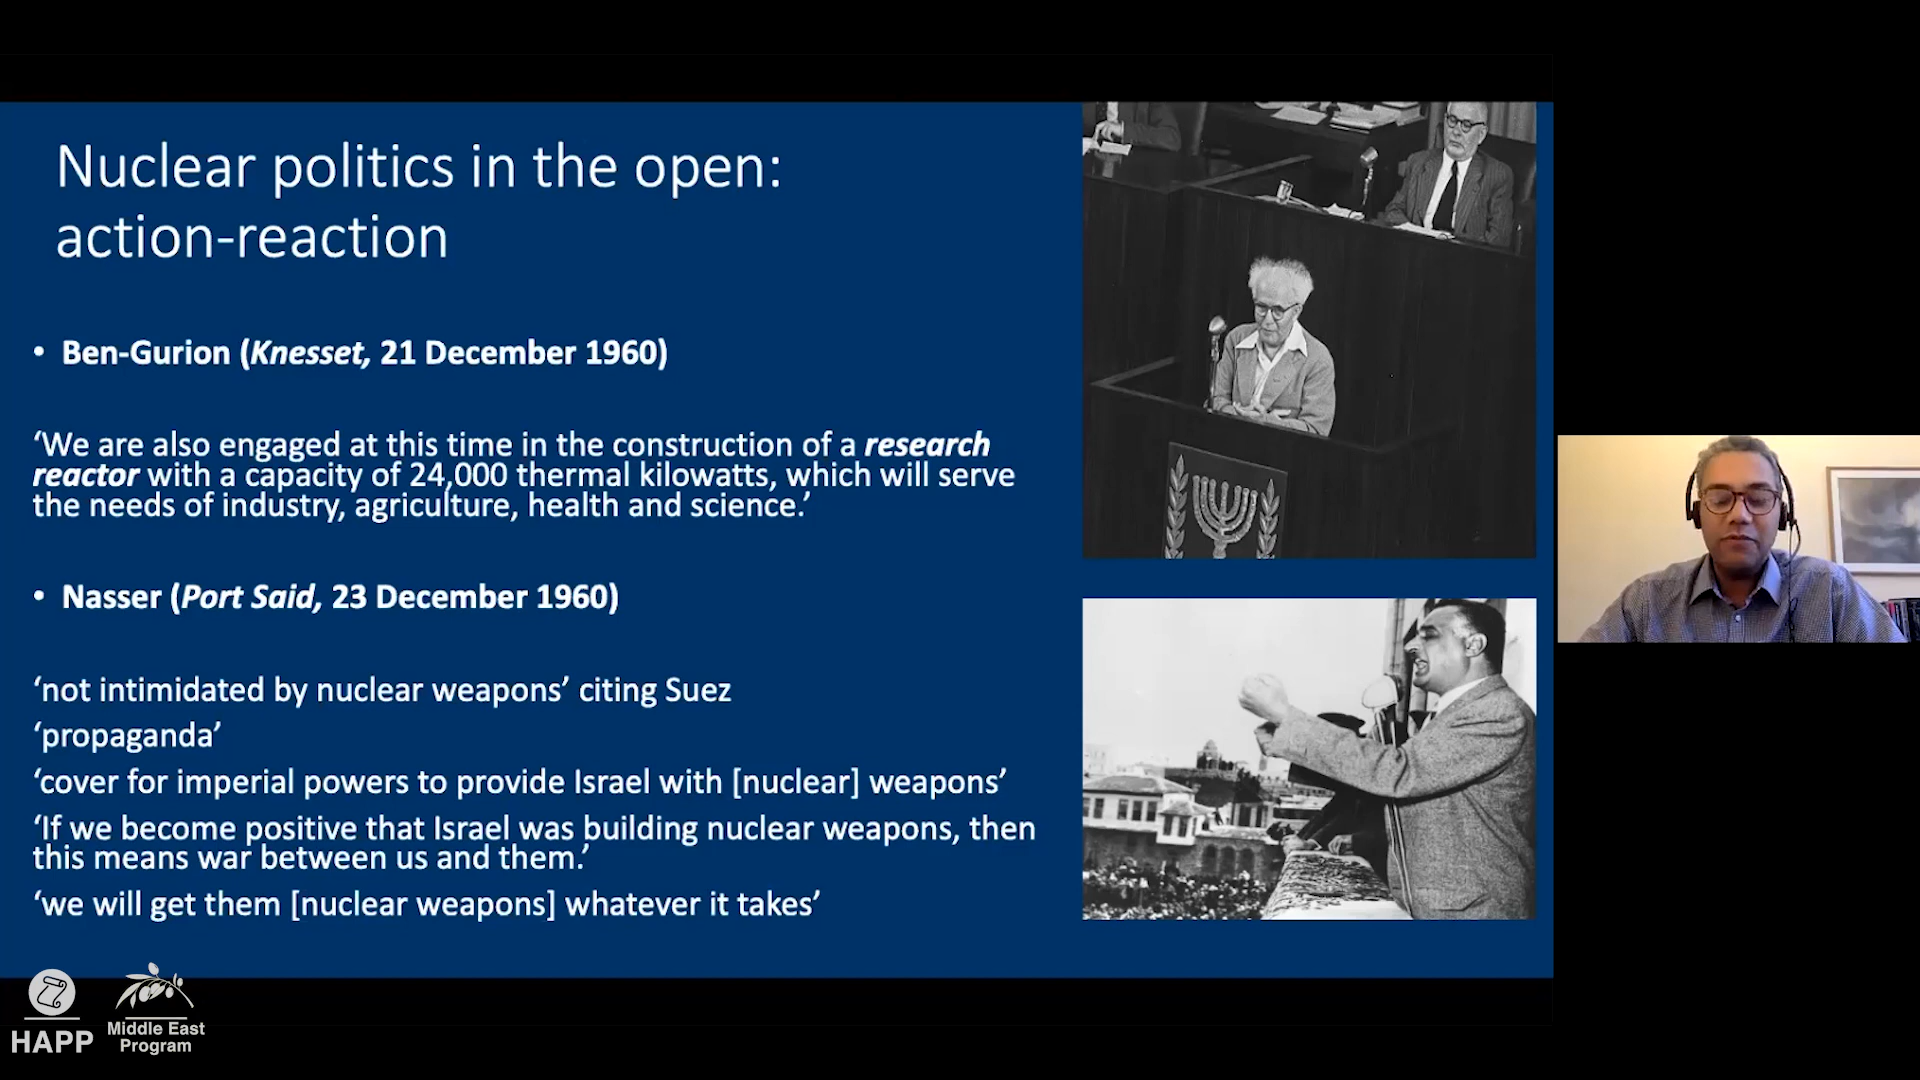 Nuclear politics in the open:
action-reaction
• Ben-Gurion (Knesset, 21 December 1960)
‘We are also engaged at this time in the construction of a research
reactor with a capacity of 24,000 thermal kilowatts, which will serve
the needs of industry, agriculture, health and science.’
• Nasser (Port Said, 23 December 1960)
‘not intimidated by nuclear weapons’ citing Suez
‘propaganda’
‘cover for imperial powers to provide Israel with [nuclear] weapons’
‘If we become positive that Israel was building nuclear weapons, then
this means war between us and them.’
‘we will get them [nuclear weapons] whatever it takes’
HAPP
Middle East
Program